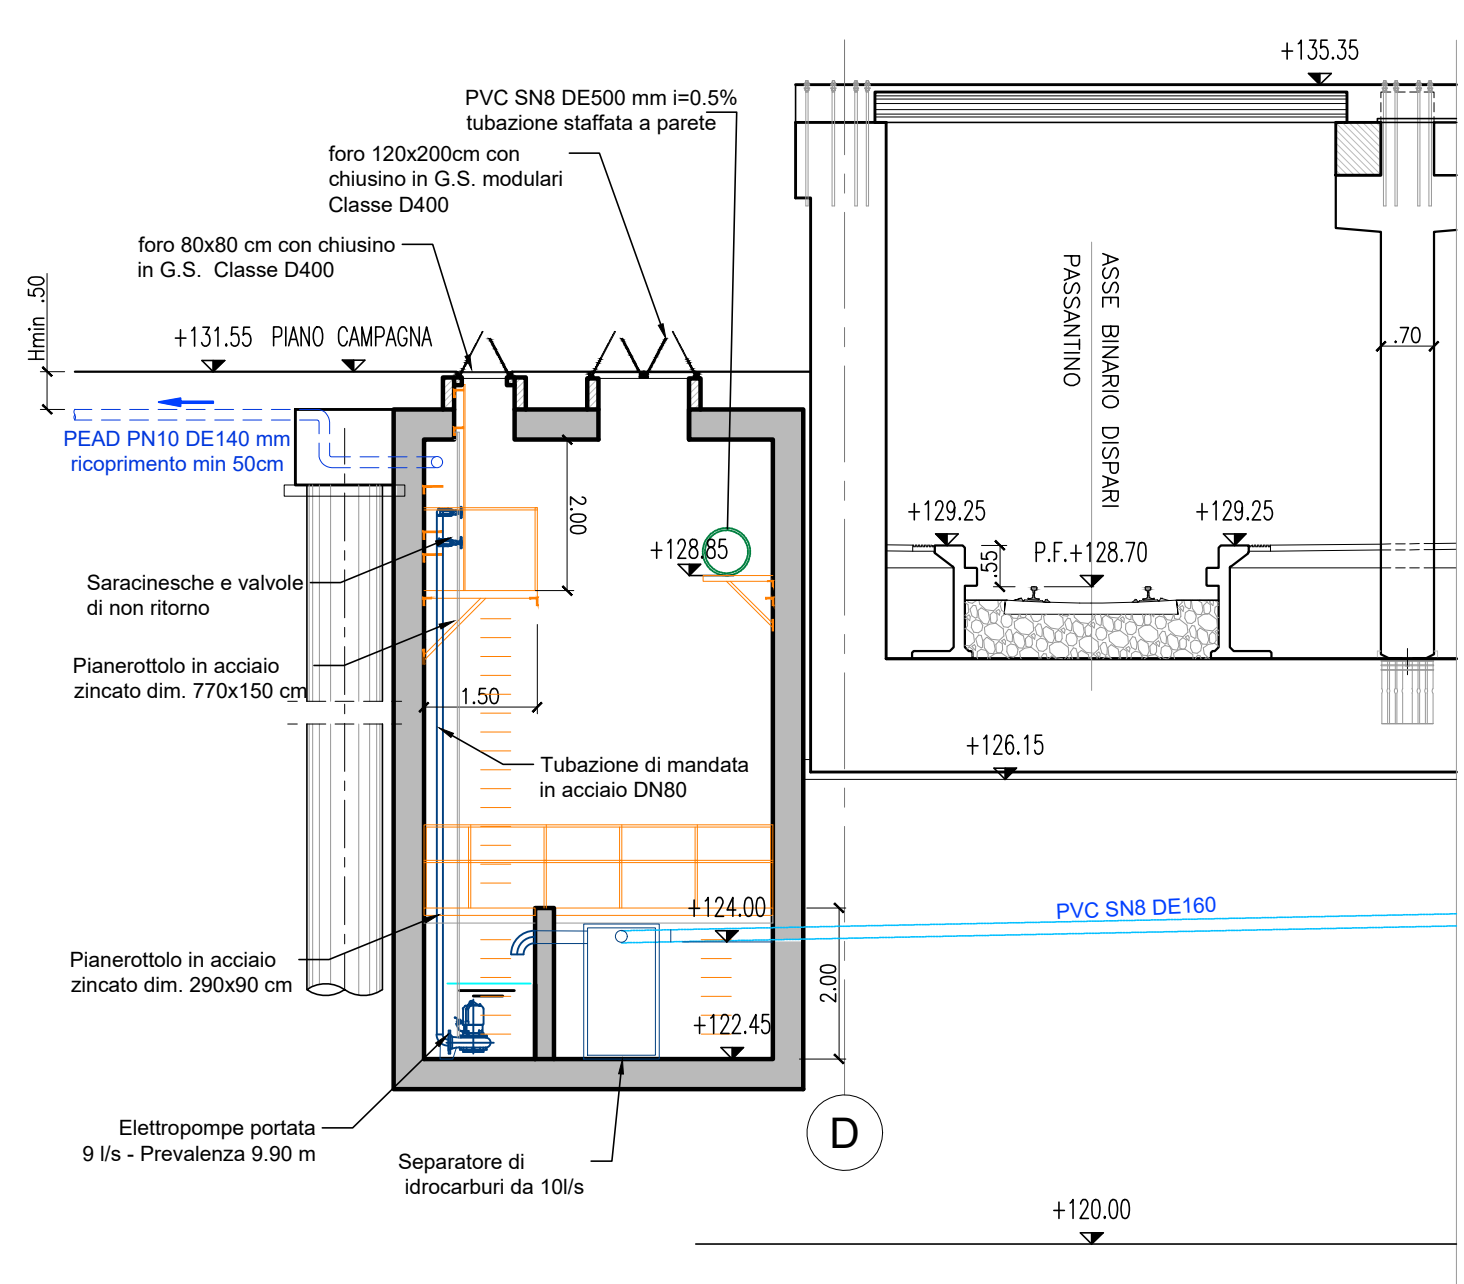 +135.35
PVC SN8 DE500 mm i=0.5%
tubazione staffata a parete
foro 120x200cm con
chiusino in G.S. modulari
Classe D400
foro 80x80 cm con chiusino
in G.S.  Classe D400
Hmin .50
+131.55
PIANO CAMPAGNA
ASSE BINARIO DISPARI
PASSANTINO
.70
PEAD PN10 DE140 mm
ricoprimento min 50cm
2.00
+128.85
+129.25
+129.25
.55
P.F.+128.70
Saracinesche e valvole
di non ritorno
Pianerottolo in acciaio
zincato dim. 770x150 cm
1.50
+126.15
Tubazione di mandata
in acciaio DN80
+124.00
PVC SN8 DE160
Pianerottolo in acciaio
zincato dim. 290x90 cm
2.00
+122.45
Elettropompe portata
9 l/s - Prevalenza 9.90 m
D
Separatore di
idrocarburi da 10l/s
+120.00